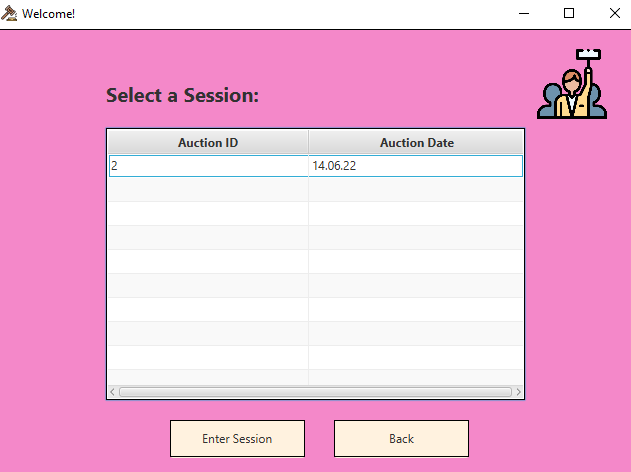 Welcome!
Select a Session:
Auction ID Auction Date
2 14.06.22
Enter Session Back